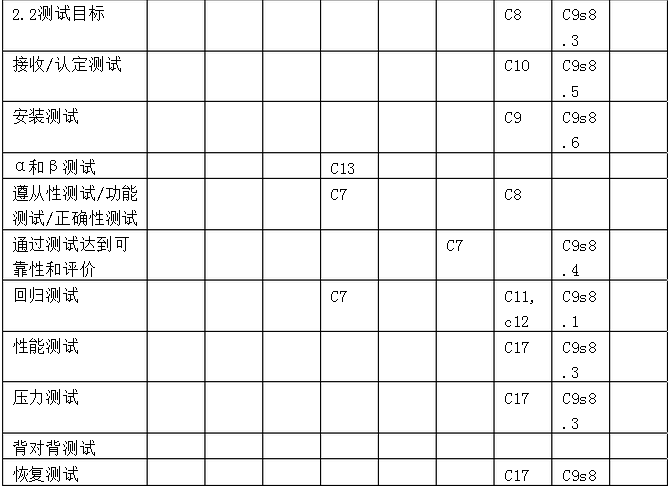 2.2测试目标 C8 C9s8
.3
接收/认定测试 C10 C9s8
.5
安装测试 C9 C9s8
.6
α和β测试 C13
遵从性测试/功能 C7 C8
测试/正确性测试
通过测试达到可 C7 C9s8
靠性和评价 .4
回归测试 C7 C11, C9s8
c12 .1
性能测试 C17 C9s8
.3
压力测试 C17 C9s8
.3
背对背测试
恢复测试 C17 C9s8